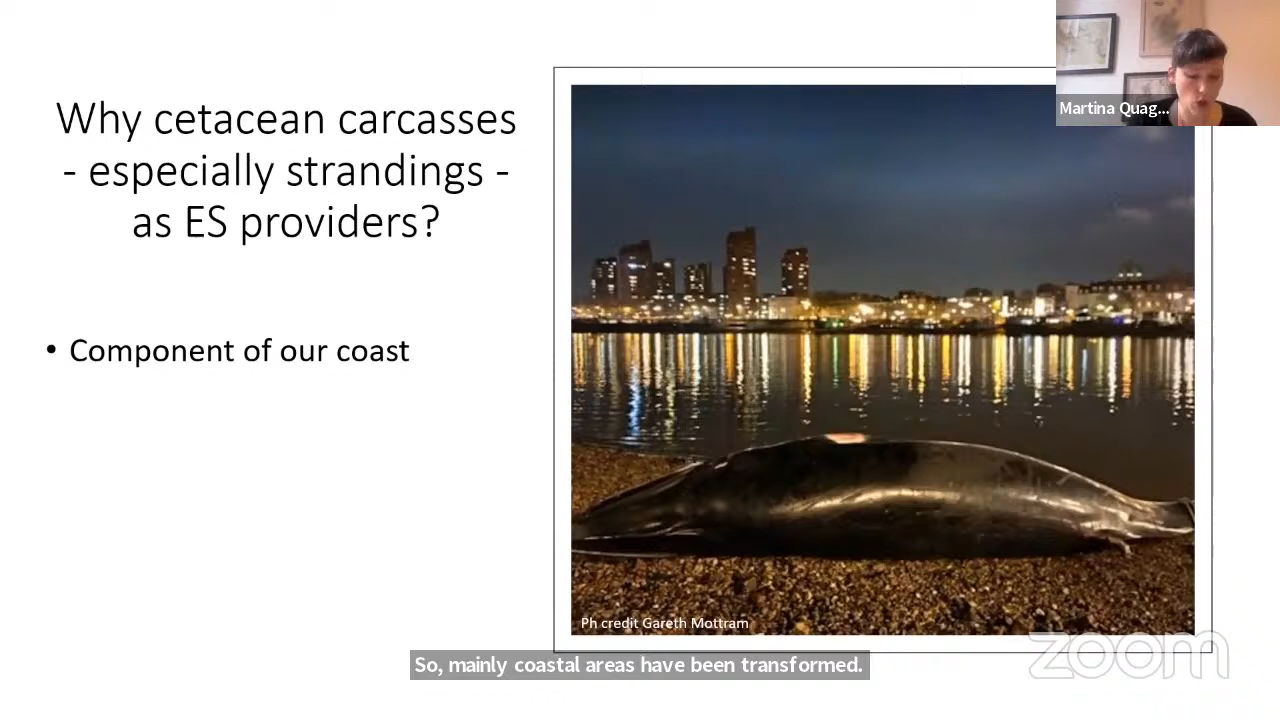 Why cetacean carcasses
- especially strandings -
as ES providers?
Martina Quag...
• Component of our coast
Ph credit Gareth Mottram
So, mainly coastal areas have been transformed.
zoom